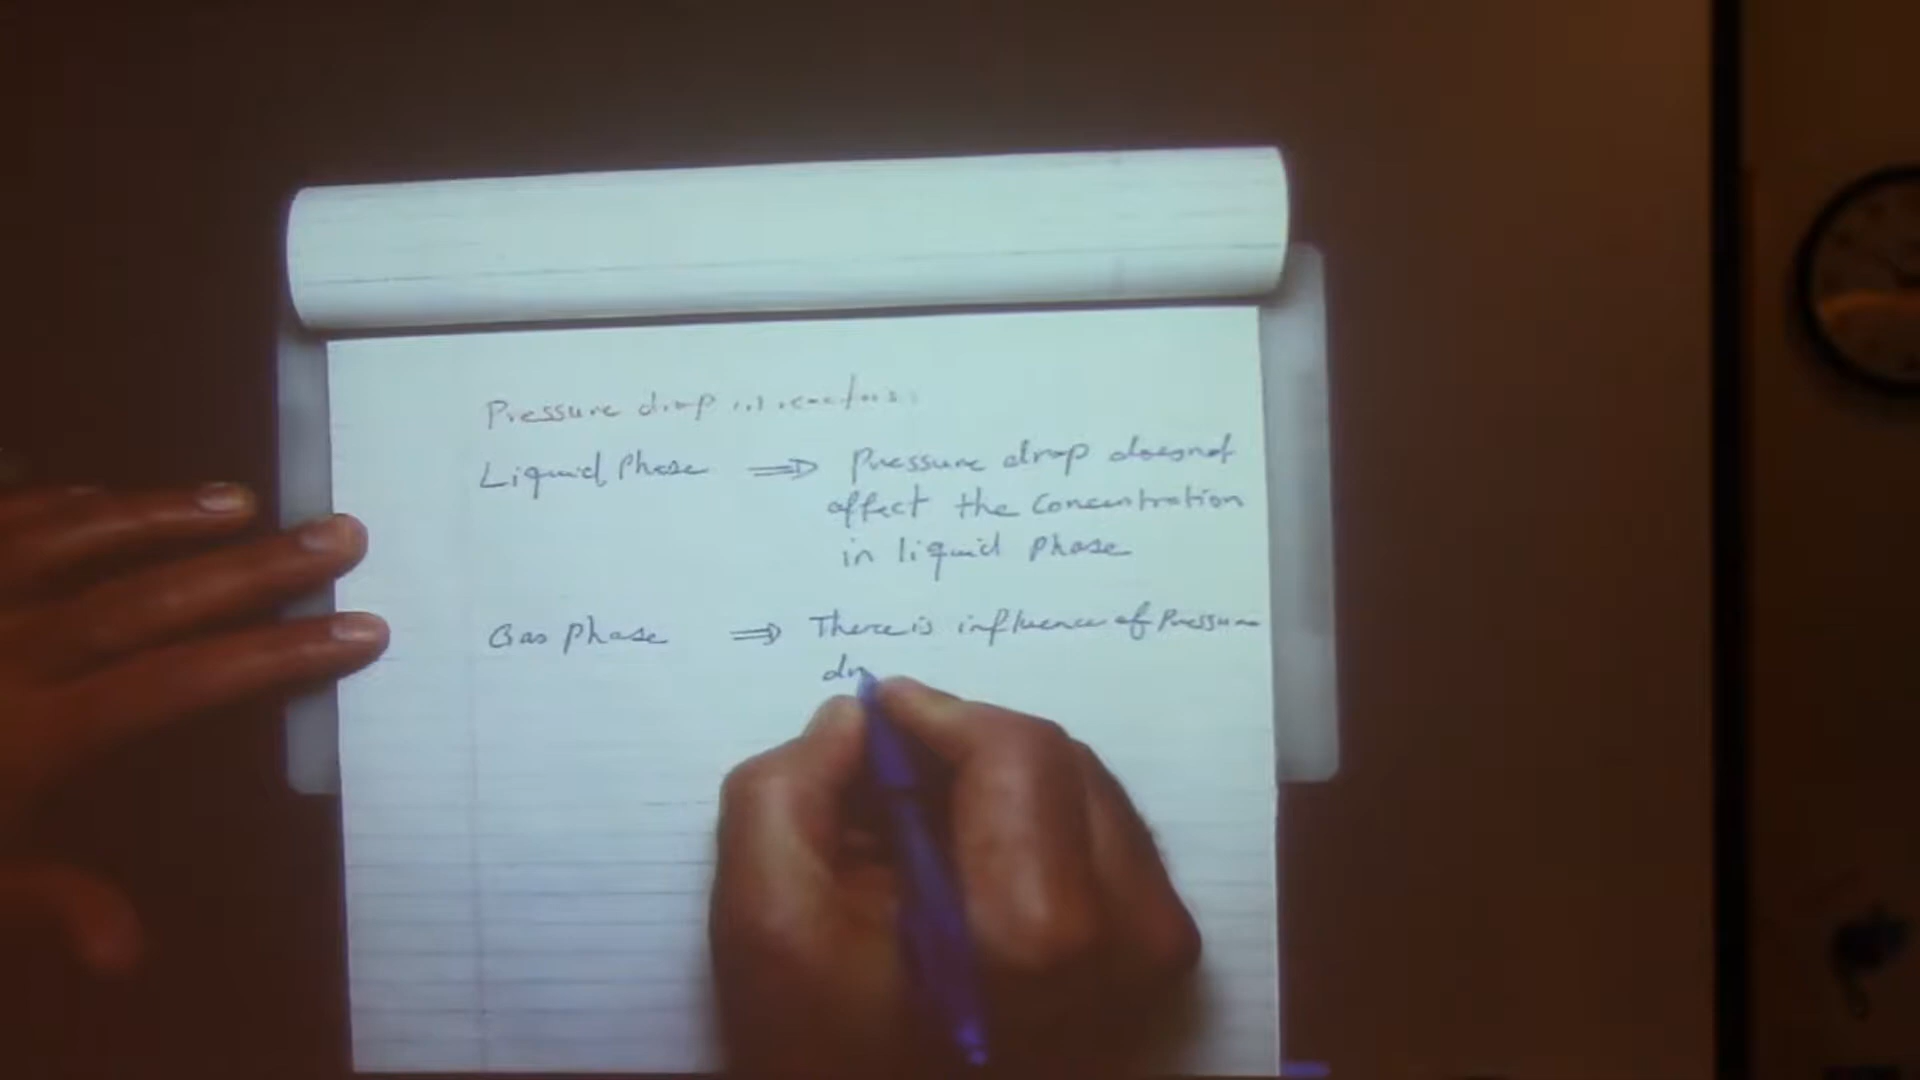 Pressure drop in reactors:
Liquid Phase ⇒ Pressure drop doesnot
affect the Concentration
in liquid Phase
Gas Phase ⇒ There is influence of Pressure
dr